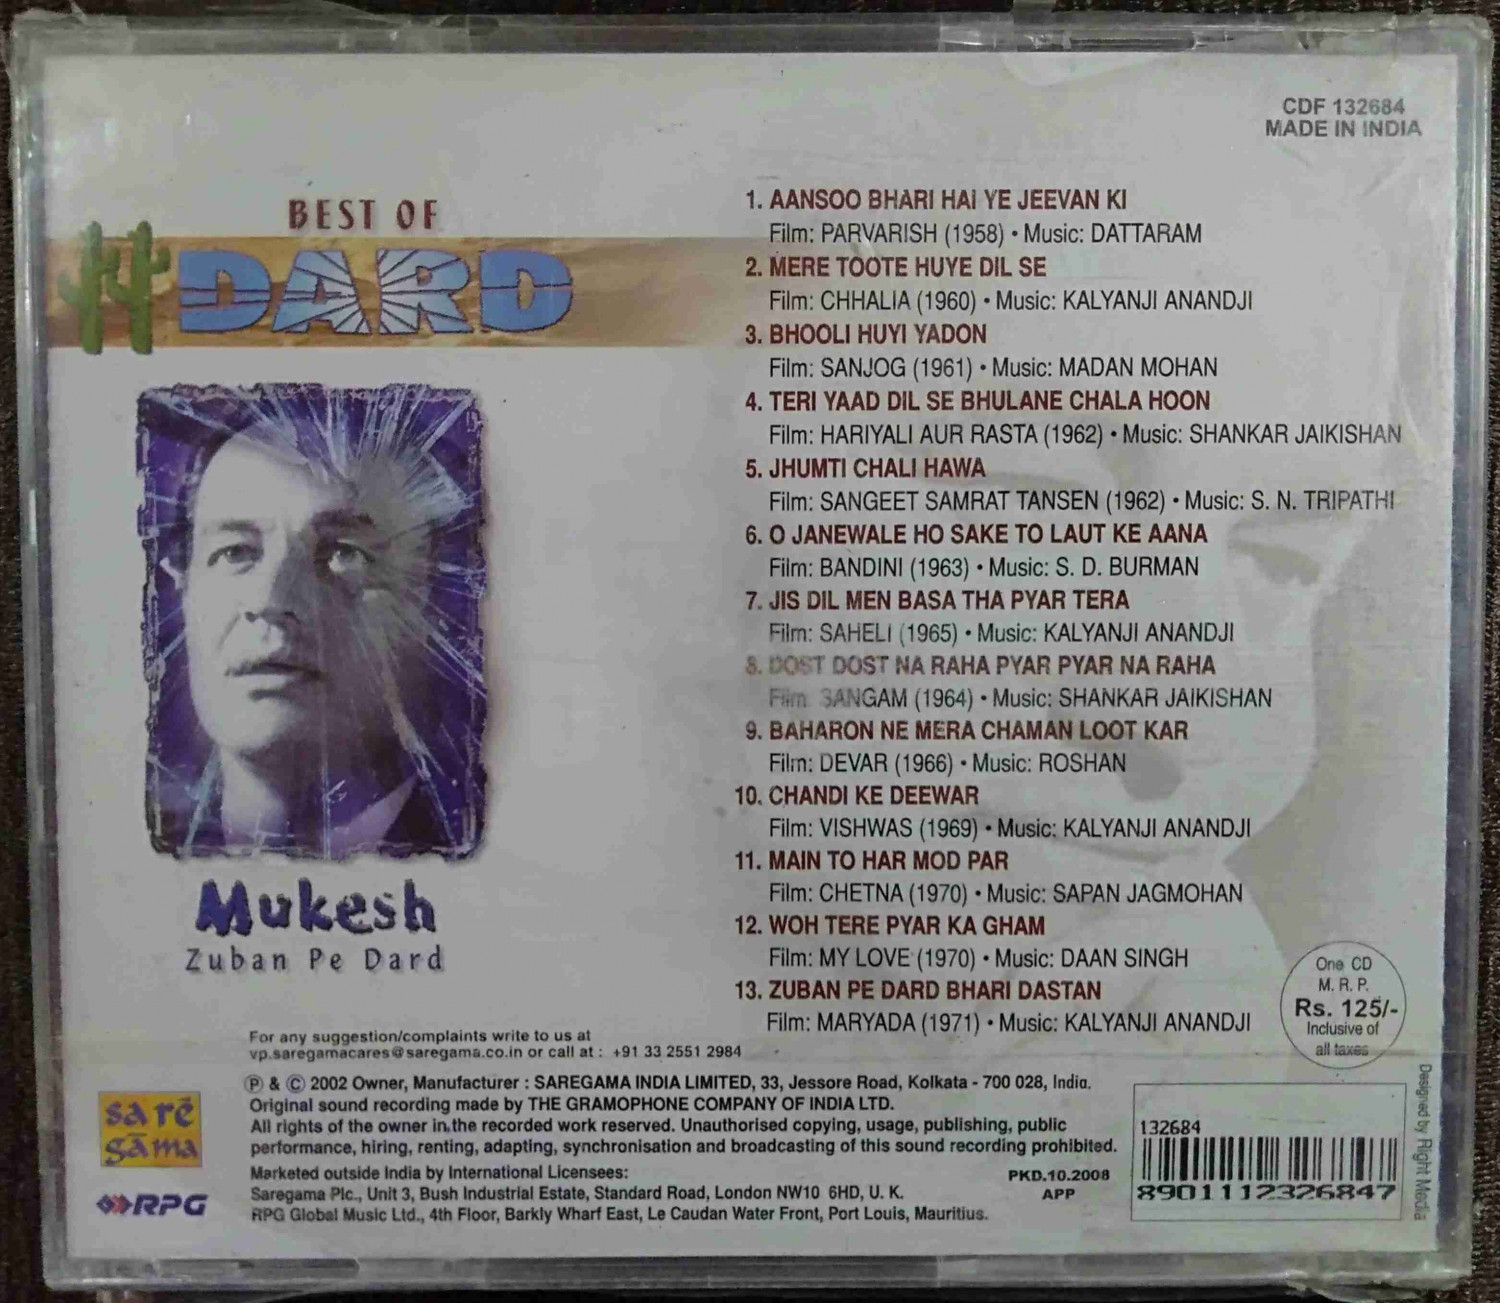 CDF 132684
MADE IN INDIA
BEST OF
DARD
Mukesh
Zuban Pe Dard
1. AANSOO BHARI HAI YE JEEVAN KI
Film: PARVARISH (1958) • Music: DATTARAM
2. MERE TOOTE HUYE DIL SE
Film: CHHALIA (1960) • Music: KALYANJI ANANDJI
3. BHOOLI HUYI YADON
Film: SANJOG (1961) • Music: MADAN MOHAN
4. TERI YAAD DIL SE BHULANE CHALA HOON
Film: HARIYALI AUR RASTA (1962) • Music: SHANKAR JAIKISHAN
5. JHUMTI CHALI HAWA
Film: SANGEET SAMRAT TANSEN (1962) • Music: S. N. TRIPATHI
6. O JANEWALE HO SAKE TO LAUT KE AANA
Film: BANDINI (1963) • Music: S. D. BURMAN
7. JIS DIL MEN BASA THA PYAR TERA
Film: SAHELI (1965) • Music: KALYANJI ANANDJI
8. DOST DOST NA RAHA PYAR PYAR NA RAHA
Film: SANGAM (1964) • Music: SHANKAR JAIKISHAN
9. BAHARON NE MERA CHAMAN LOOT KAR
Film: DEVAR (1966) • Music: ROSHAN
10. CHANDI KE DEEWAR
Film: VISHWAS (1969) • Music: KALYANJI ANANDJI
11. MAIN TO HAR MOD PAR
Film: CHETNA (1970) • Music: SAPAN JAGMOHAN
12. WOH TERE PYAR KA GHAM
Film: MY LOVE (1970) • Music: DAAN SINGH
13. ZUBAN PE DARD BHARI DASTAN
Film: MARYADA (1971) • Music: KALYANJI ANANDJI
One CD
M. R. P.
Rs. 125/-
Inclusive of
all taxes
For any suggestion/complaints write to us at
vp.saregamacares@saregama.co.in or call at : +91 33 2551 2984
℗ & © 2002 Owner, Manufacturer : SAREGAMA INDIA LIMITED, 33, Jessore Road, Kolkata - 700 028, India.
Original sound recording made by THE GRAMOPHONE COMPANY OF INDIA LTD.
All rights of the owner in the recorded work reserved. Unauthorised copying, usage, publishing, public
performance, hiring, renting, adapting, synchronisation and broadcasting of this sound recording prohibited.
Marketed outside India by International Licensees:
Saregama Plc., Unit 3, Bush Industrial Estate, Standard Road, London NW10 6HD, U. K.
RPG Global Music Ltd., 4th Floor, Barkly Wharf East, Le Caudan Water Front, Port Louis, Mauritius.
sa rē
gāma
RPG
PKD.10.2008
APP
132684
8901112326847
Designed by Right Media